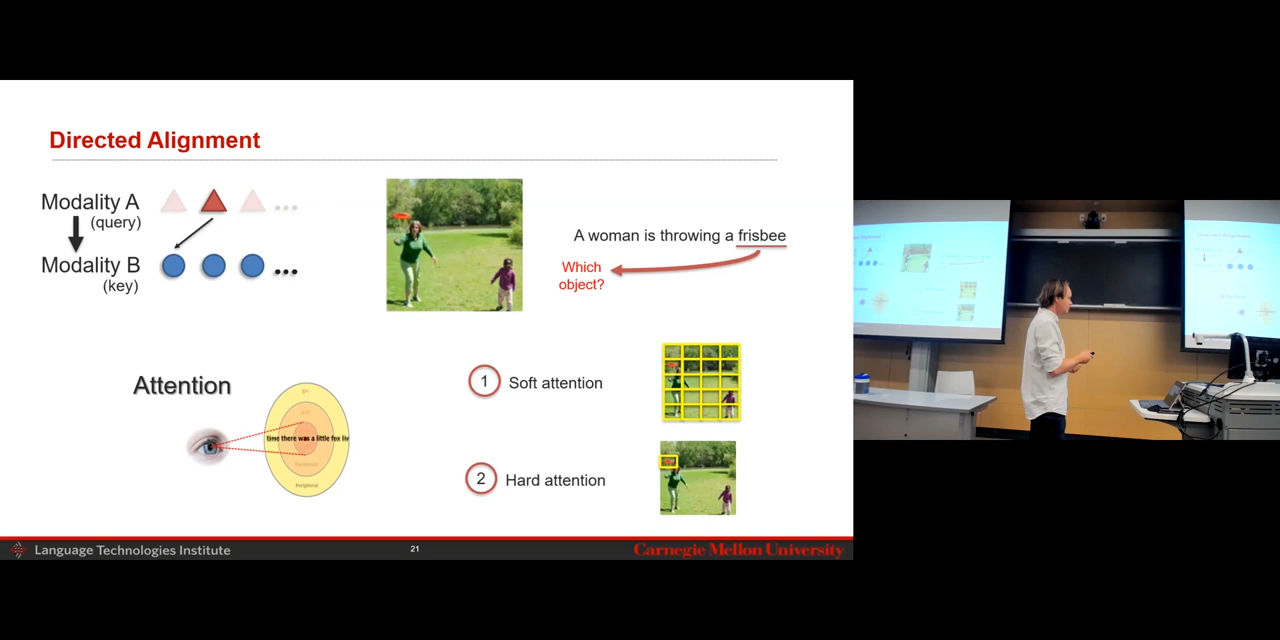 Directed Alignment
Modality A
(query)
Modality B
(key)
A woman is throwing a frisbee
Which
object?
Attention
time there was a little fox liv
Peripheral
1
Soft attention
2
Hard attention
Language Technologies Institute
21
Carnegie Mellon University